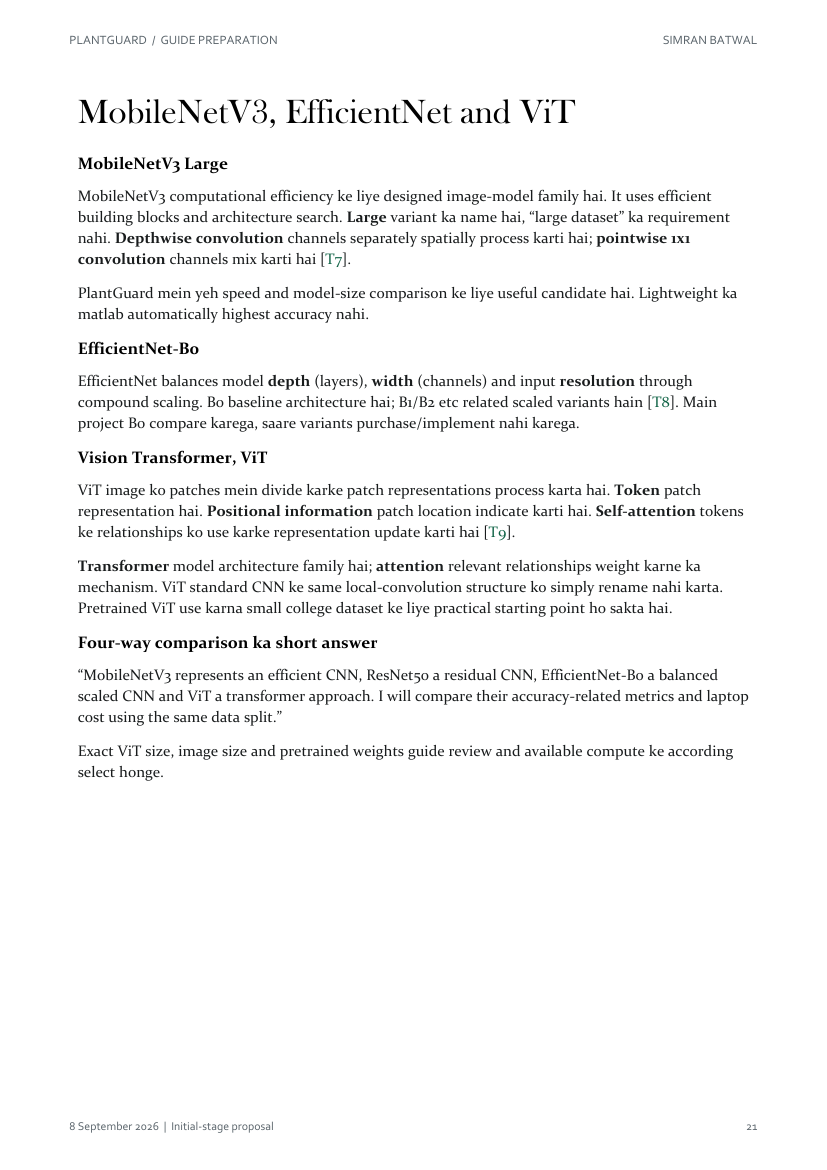 PLANTGUARD / GUIDE PREPARATION
SIMRAN BATWAL
MobileNetV3, EfficientNet and ViT
MobileNetV3 Large
MobileNetV3 computational efficiency ke liye designed image-model family hai. It uses efficient
building blocks and architecture search. Large variant ka name hai, “large dataset” ka requirement
nahi. Depthwise convolution channels separately spatially process karti hai; pointwise 1x1
convolution channels mix karti hai [T7].
PlantGuard mein yeh speed and model-size comparison ke liye useful candidate hai. Lightweight ka
matlab automatically highest accuracy nahi.
EfficientNet-B0
EfficientNet balances model depth (layers), width (channels) and input resolution through
compound scaling. B0 baseline architecture hai; B1/B2 etc related scaled variants hain [T8]. Main
project B0 compare karega, saare variants purchase/implement nahi karega.
Vision Transformer, ViT
ViT image ko patches mein divide karke patch representations process karta hai. Token patch
representation hai. Positional information patch location indicate karti hai. Self-attention tokens
ke relationships ko use karke representation update karti hai [T9].
Transformer model architecture family hai; attention relevant relationships weight karne ka
mechanism. ViT standard CNN ke same local-convolution structure ko simply rename nahi karta.
Pretrained ViT use karna small college dataset ke liye practical starting point ho sakta hai.
Four-way comparison ka short answer
“MobileNetV3 represents an efficient CNN, ResNet50 a residual CNN, EfficientNet-B0 a balanced
scaled CNN and ViT a transformer approach. I will compare their accuracy-related metrics and laptop
cost using the same data split.”
Exact ViT size, image size and pretrained weights guide review and available compute ke according
select honge.
8 September 2026 | Initial-stage proposal
21